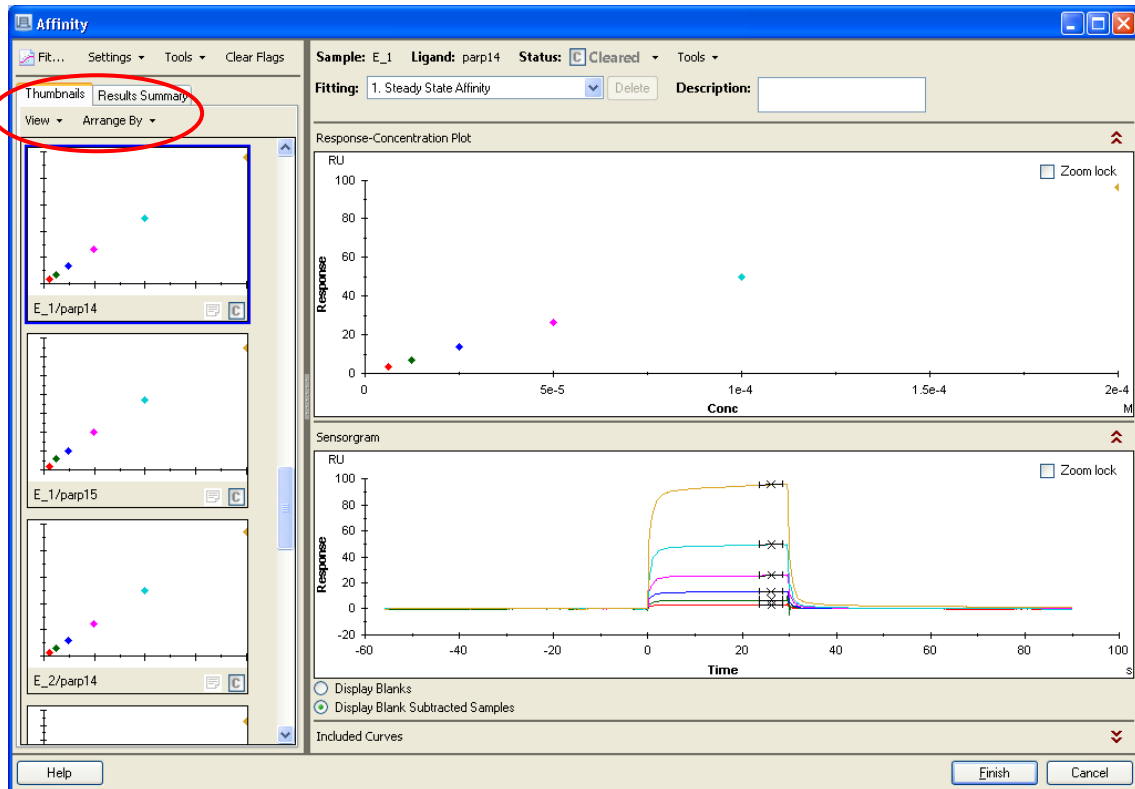 Affinity
Fit... Settings Tools Clear Flags
Thumbnails Results Summary
View Arrange By
E_1/parp14 C
E_1/parp15 C
E_2/parp14 C
Sample: E_1 Ligand: parp14 Status: C Cleared Tools
Fitting: 1. Steady State Affinity Delete Description:
Response-Concentration Plot
RU
Zoom lock
100
80
60
40
20
0
Response
0 5e-5 1e-4 1.5e-4 2e-4
Conc M
Sensorgram
RU
Zoom lock
100
80
60
40
20
0
-20
Response
-60 -40 -20 0 20 40 60 80 100
Time s
Display Blanks
Display Blank Subtracted Samples
Included Curves
Help Finish Cancel